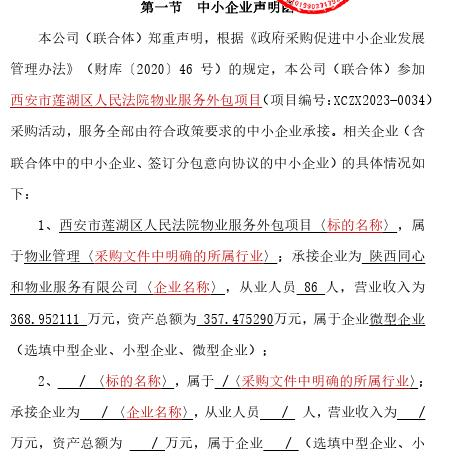 第一节 中小企业声明函
本公司（联合体）郑重声明，根据《政府采购促进中小企业发展
管理办法》（财库〔2020〕46 号）的规定，本公司（联合体）参加
西安市莲湖区人民法院物业服务外包项目（项目编号:XCZX2023-0034）
采购活动，服务全部由符合政策要求的中小企业承接。相关企业（含
联合体中的中小企业、签订分包意向协议的中小企业）的具体情况如
下：
1、西安市莲湖区人民法院物业服务外包项目〈标的名称〉，属
于物业管理〈采购文件中明确的所属行业〉；承接企业为 陕西同心
和物业服务有限公司〈企业名称〉，从业人员 86 人，营业收入为
368.952111 万元，资产总额为 357.475290万元，属于企业微型企业
（选填中型企业、小型企业、微型企业）；
2、 / 〈标的名称〉，属于 /〈采购文件中明确的所属行业〉；
承接企业为 / 〈企业名称〉，从业人员 / 人，营业收入为 /
万元，资产总额为 / 万元，属于企业 / （选填中型企业、小